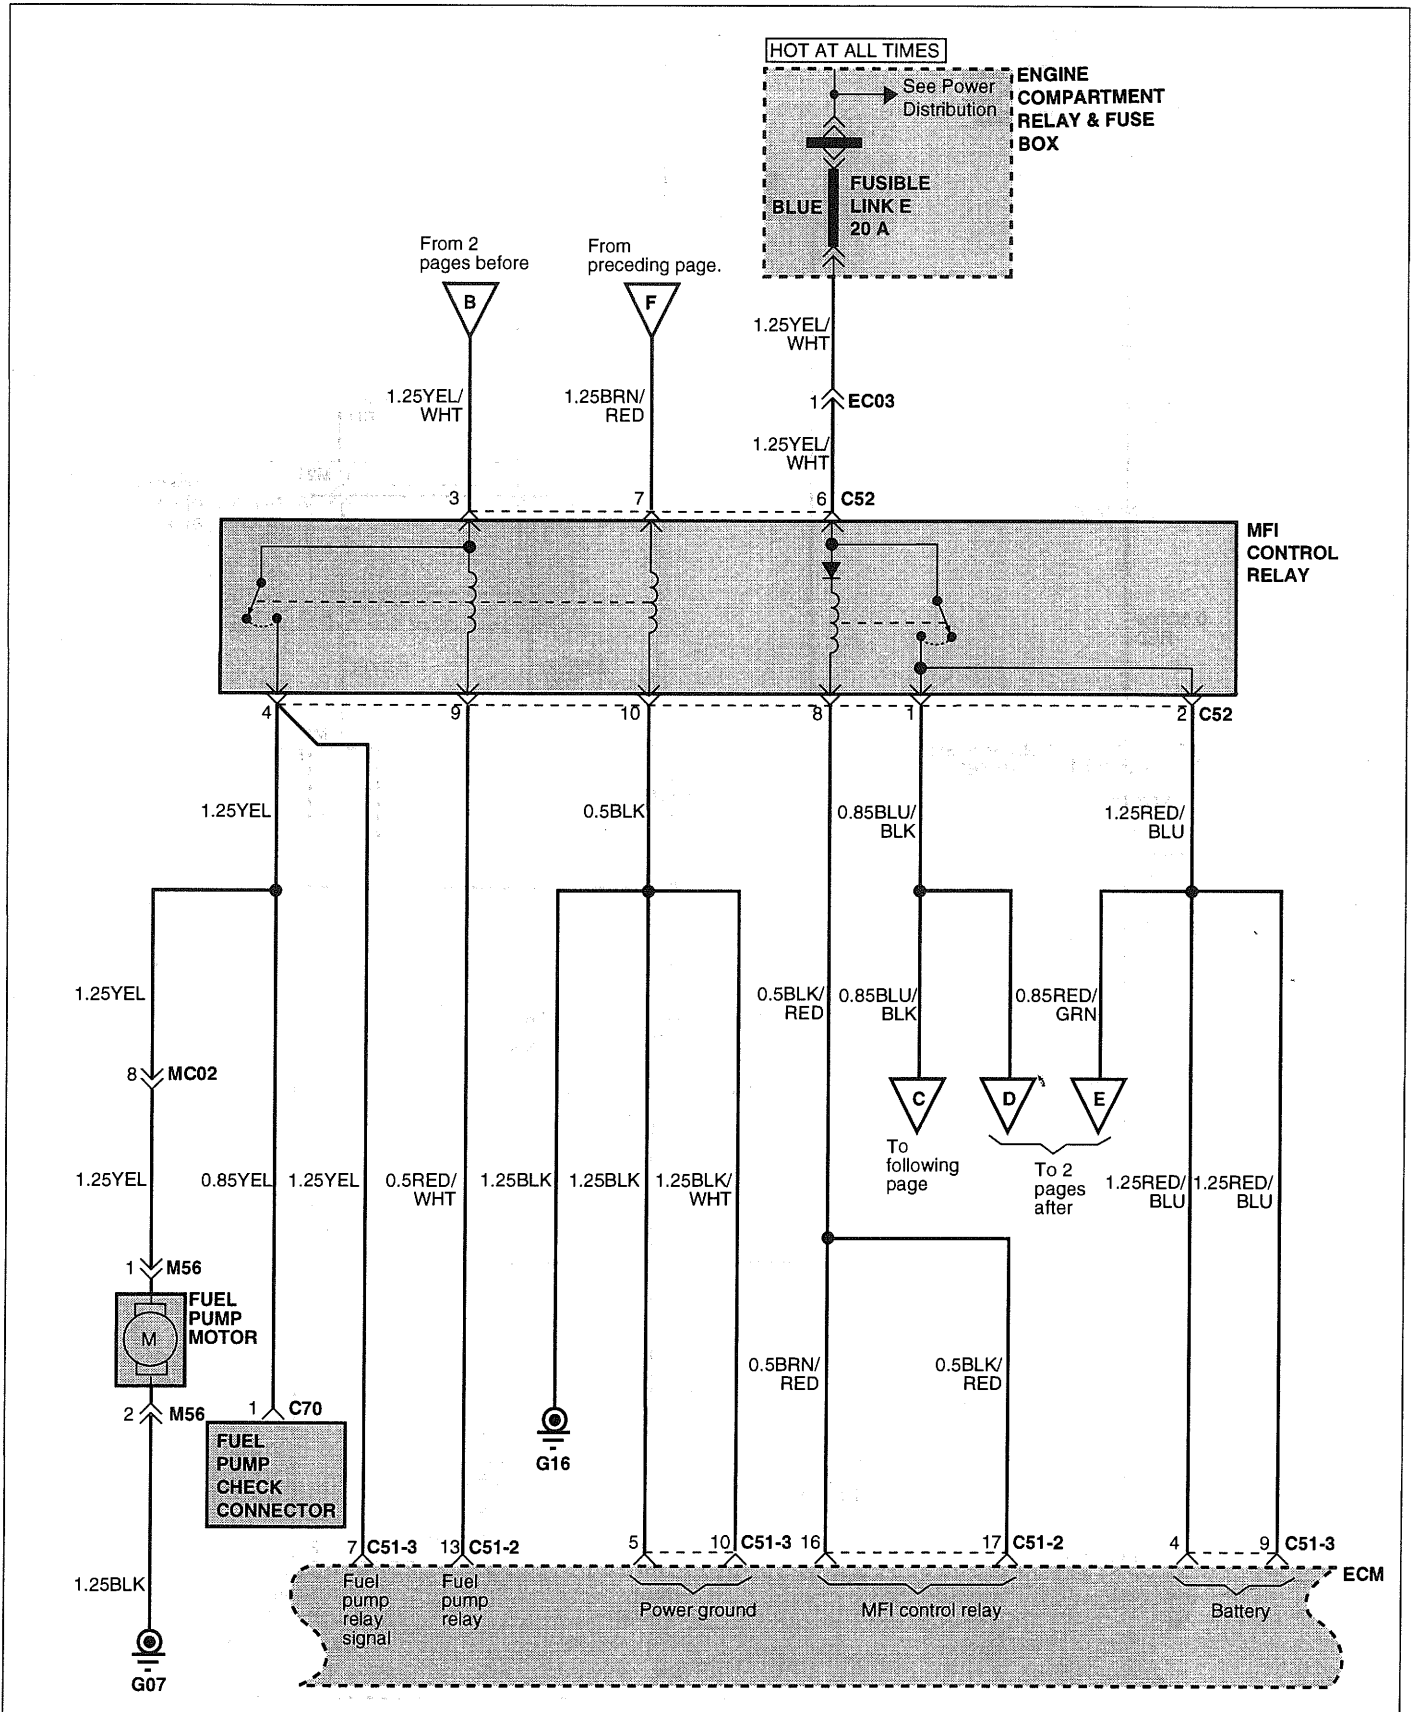 HOT AT ALL TIMES
See Power
Distribution
ENGINE
COMPARTMENT
RELAY & FUSE
BOX
BLUE
FUSIBLE
LINK E
20 A
From 2
pages before
From
preceding page.
B
F
1.25YEL/
WHT
1.25YEL/
WHT
1.25BRN/
RED
1
EC03
1.25YEL/
WHT
3
7
6
C52
MFI
CONTROL
RELAY
4
9
10
8
1
2
C52
1.25YEL
0.5BLK
0.85BLU/
BLK
1.25RED/
BLU
1.25YEL
0.5BLK/
RED
0.85BLU/
BLK
0.85RED/
GRN
8
MC02
C
D
E
To
following
page
To 2
pages
after
1.25YEL
0.85YEL
1.25YEL
0.5RED/
WHT
1.25BLK
1.25BLK
1.25BLK/
WHT
1.25RED/
BLU
1.25RED/
BLU
1
M56
FUEL
PUMP
MOTOR
M
2
M56
0.5BRN/
RED
0.5BLK/
RED
1
C70
FUEL
PUMP
CHECK
CONNECTOR
G16
7
C51-3
13
C51-2
5
10
C51-3
16
17
C51-2
4
9
C51-3
ECM
1.25BLK
Fuel
pump
relay
signal
Fuel
pump
relay
Power ground
MFI control relay
Battery
G07